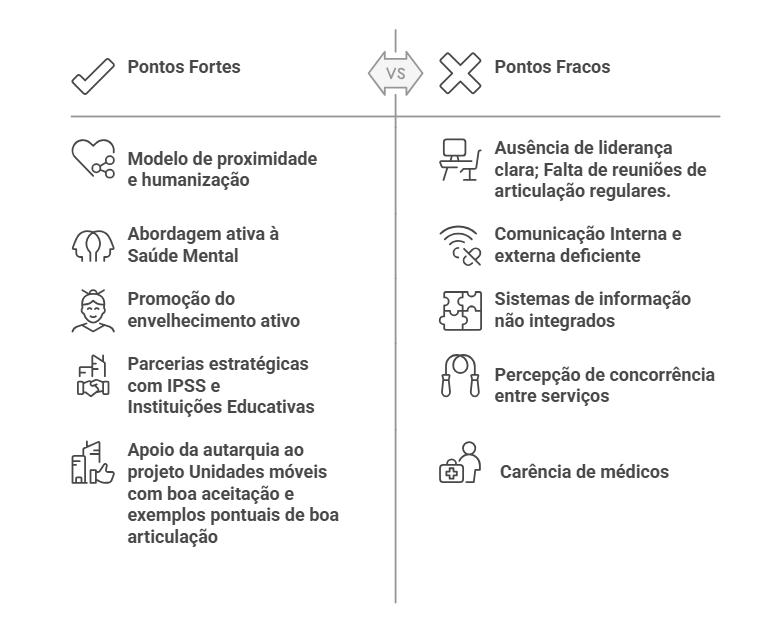 Pontos Fortes
VS
Pontos Fracos
Modelo de proximidade
e humanização
Abordagem ativa à
Saúde Mental
Promoção do
envelhecimento ativo
Parcerias estratégicas
com IPSS e
Instituições Educativas
Apoio da autarquia ao
projeto Unidades móveis
com boa aceitação e
exemplos pontuais de boa
articulação
Ausência de liderança
clara; Falta de reuniões de
articulação regulares.
Comunicação Interna e
externa deficiente
Sistemas de informação
não integrados
Percepção de concorrência
entre serviços
Carência de médicos